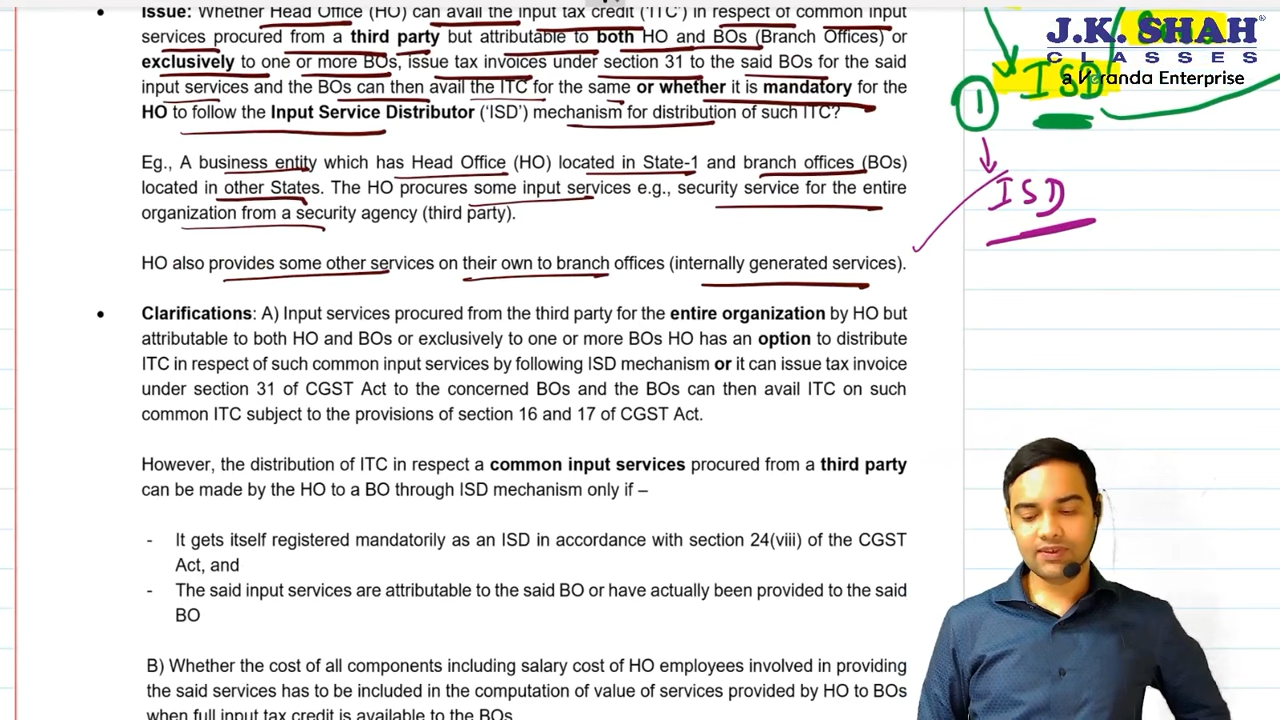 Issue: Whether Head Office (HO) can avail the input tax credit ('ITC') in respect of common input
services procured from a third party but attributable to both HO and BOs (Branch Offices) or
exclusively to one or more BOs, issue tax invoices under section 31 to the said BOs for the said
input services and the BOs can then avail the ITC for the same or whether it is mandatory for the
HO to follow the Input Service Distributor ('ISD') mechanism for distribution of such ITC?
Eg., A business entity which has Head Office (HO) located in State-1 and branch offices (BOs)
located in other States. The HO procures some input services e.g., security service for the entire
organization from a security agency (third party).
HO also provides some other services on their own to branch offices (internally generated services).
Clarifications: A) Input services procured from the third party for the entire organization by HO but
attributable to both HO and BOs or exclusively to one or more BOs HO has an option to distribute
ITC in respect of such common input services by following ISD mechanism or it can issue tax invoice
under section 31 of CGST Act to the concerned BOs and the BOs can then avail ITC on such
common ITC subject to the provisions of section 16 and 17 of CGST Act.
However, the distribution of ITC in respect a common input services procured from a third party
can be made by the HO to a BO through ISD mechanism only if –
- It gets itself registered mandatorily as an ISD in accordance with section 24(viii) of the CGST
Act, and
- The said input services are attributable to the said BO or have actually been provided to the said
BO
B) Whether the cost of all components including salary cost of HO employees involved in providing
the said services has to be included in the computation of value of services provided by HO to BOs
when full input tax credit is available to the BOs.
J.K. SHAH®
CLASSES
a Veranda Enterprise
1 ISD
ISD